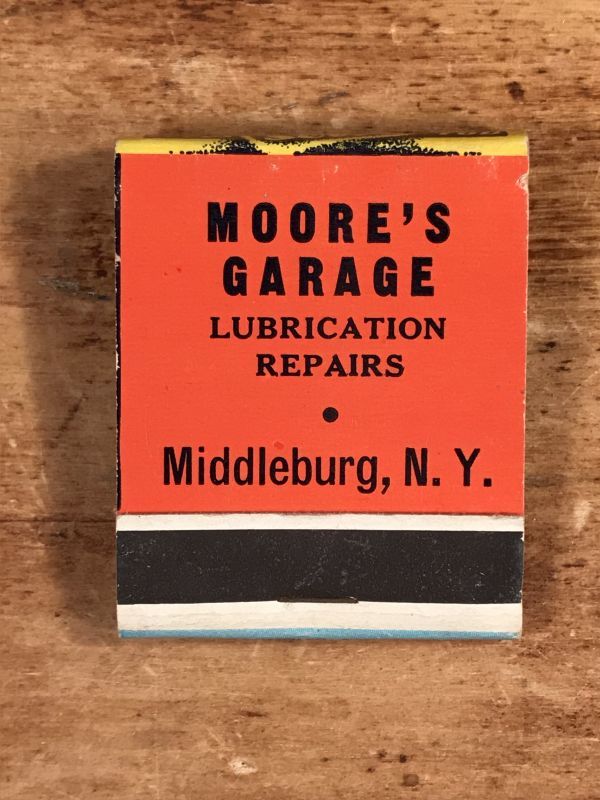 MOORE'S
GARAGE
LUBRICATION
REPAIRS
•
Middleburg, N. Y.